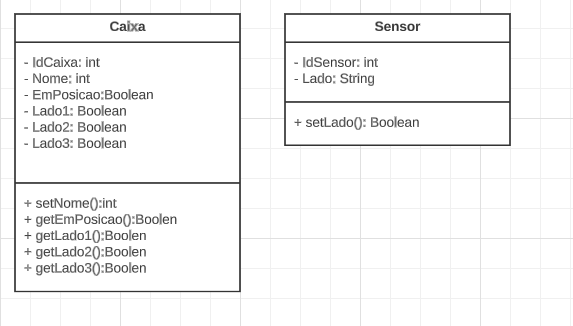 Caixa
- IdCaixa: int
- Nome: int
- EmPosicao:Boolean
- Lado1: Boolean
- Lado2: Boolean
- Lado3: Boolean
+ setNome():int
+ getEmPosicao():Boolen
+ getLado1():Boolen
+ getLado2():Boolen
+ getLado3():Boolen
Sensor
- IdSensor: int
- Lado: String
+ setLado(): Boolean